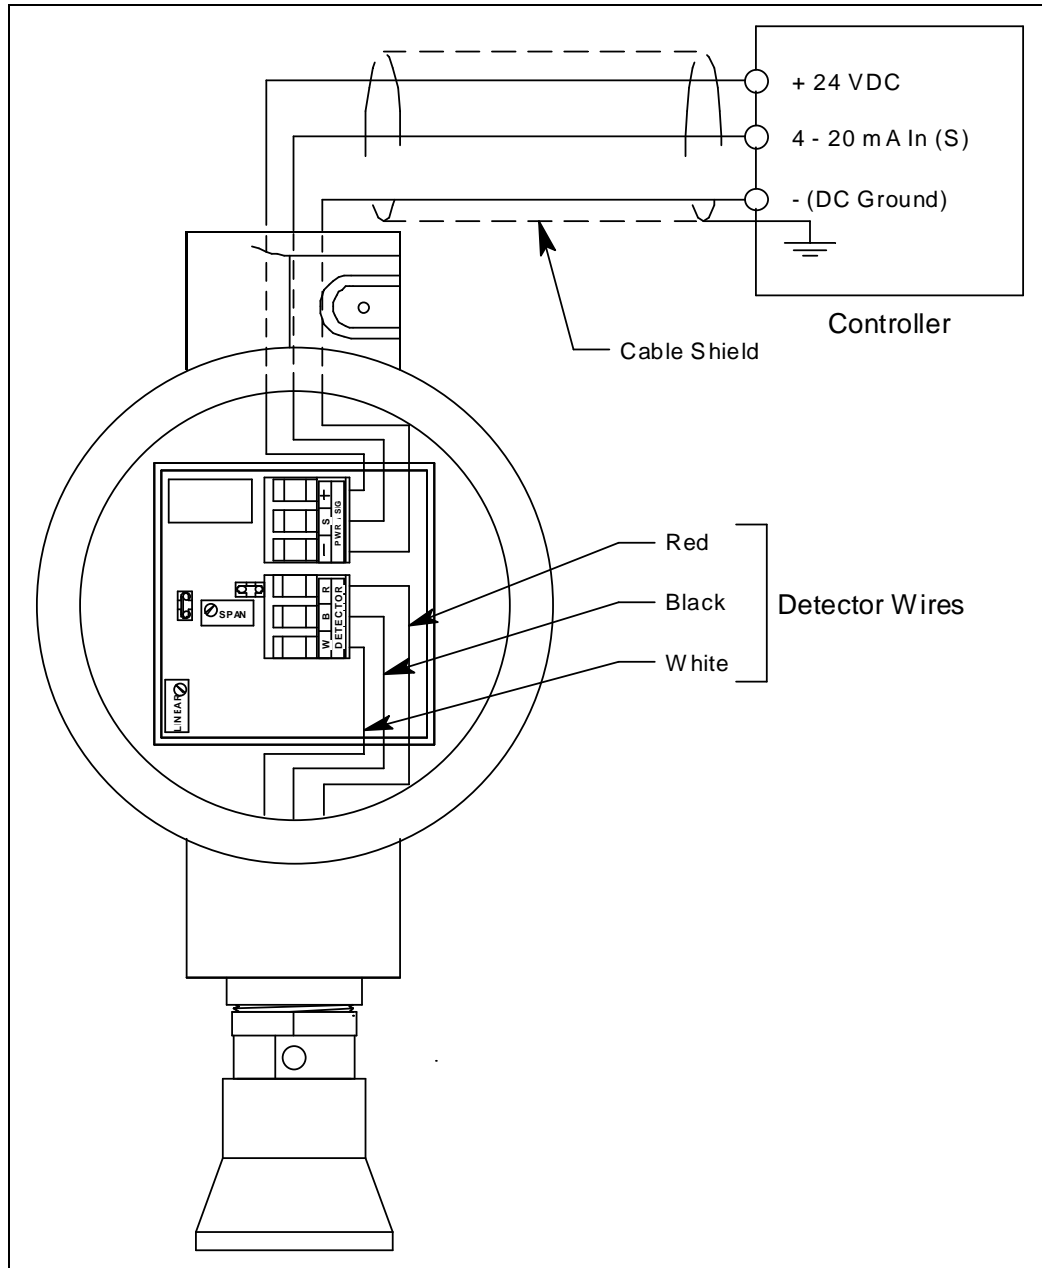 + 24 VDC
4 - 20 mA In (S)
- (DC Ground)
Controller
Cable Shield
+
S
−
PWR / SIG
R
B
W
DETECTOR
SPAN
LINEAR
Red
Black
White
Detector Wires